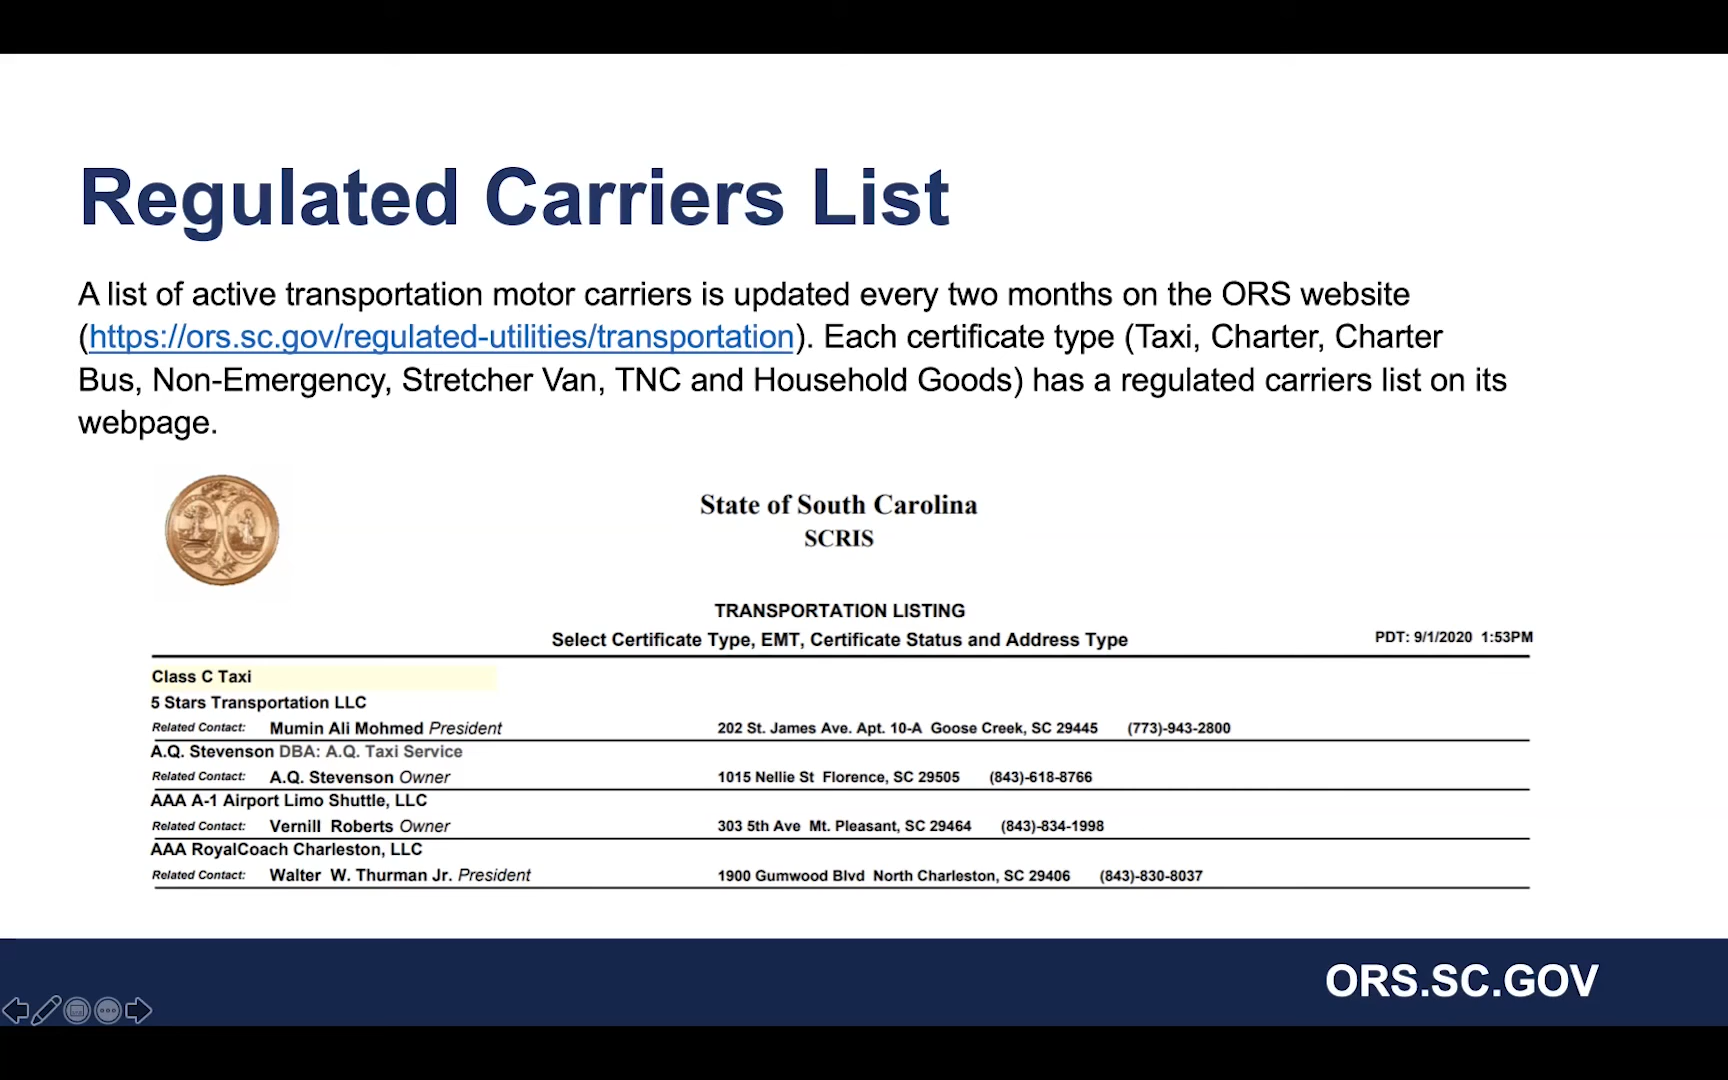 Regulated Carriers List
A list of active transportation motor carriers is updated every two months on the ORS website
(https://ors.sc.gov/regulated-utilities/transportation). Each certificate type (Taxi, Charter, Charter
Bus, Non-Emergency, Stretcher Van, TNC and Household Goods) has a regulated carriers list on its
webpage.
State of South Carolina
SCRIS
TRANSPORTATION LISTING
Select Certificate Type, EMT, Certificate Status and Address Type PDT: 9/1/2020 1:53PM
Class C Taxi
5 Stars Transportation LLC
Related Contact: Mumin Ali Mohmed President 202 St. James Ave. Apt. 10-A Goose Creek, SC 29445 (773)-943-2800
A.Q. Stevenson DBA: A.Q. Taxi Service
Related Contact: A.Q. Stevenson Owner 1015 Nellie St Florence, SC 29505 (843)-618-8766
AAA A-1 Airport Limo Shuttle, LLC
Related Contact: Vernill Roberts Owner 303 5th Ave Mt. Pleasant, SC 29464 (843)-834-1998
AAA RoyalCoach Charleston, LLC
Related Contact: Walter W. Thurman Jr. President 1900 Gumwood Blvd North Charleston, SC 29406 (843)-830-8037
ORS.SC.GOV